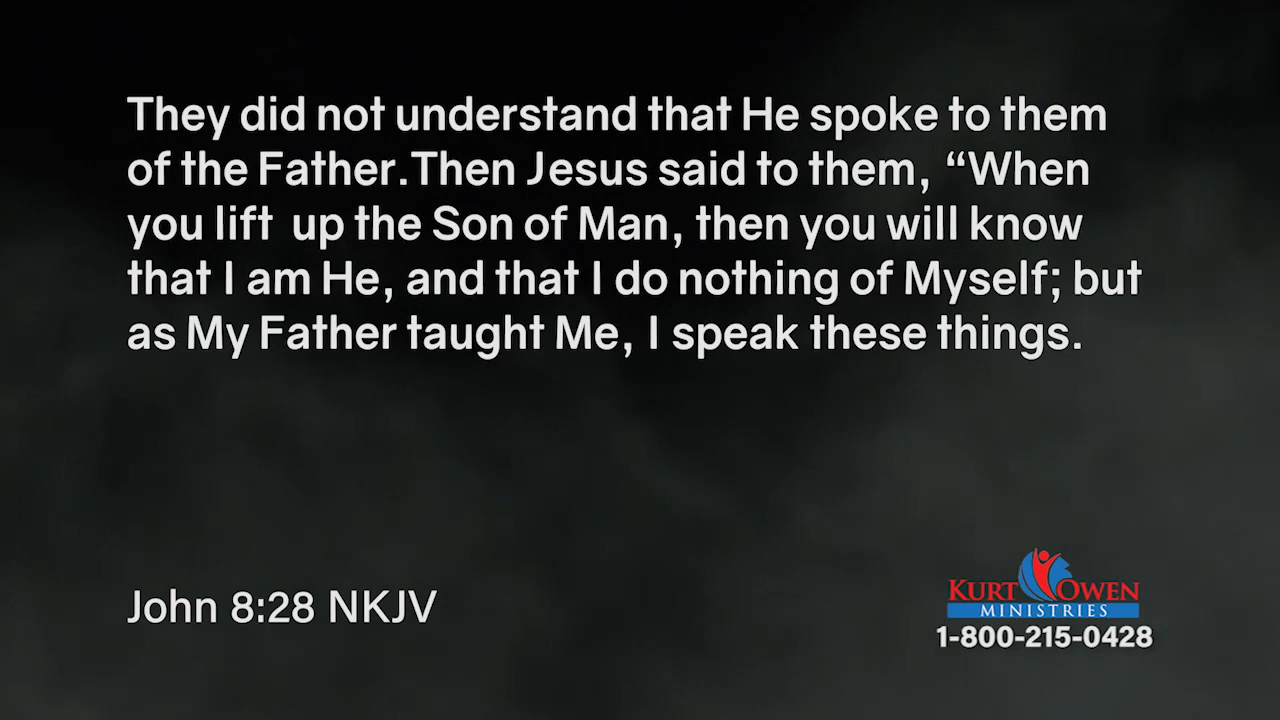 They did not understand that He spoke to them
of the Father.Then Jesus said to them, “When
you lift  up the Son of Man, then you will know
that I am He, and that I do nothing of Myself; but
as My Father taught Me, I speak these things.
John 8:28 NKJV
KURT OWEN
MINISTRIES
1-800-215-0428